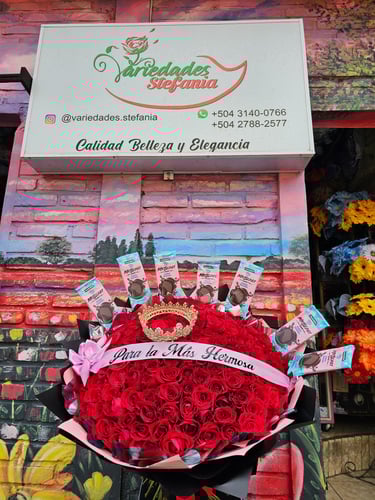 Variedades
Stefania
@variedades.stefania
+504 3140-0766
+504 2788-2577
Calidad Belleza y Elegancia
Para la Más Hermosa